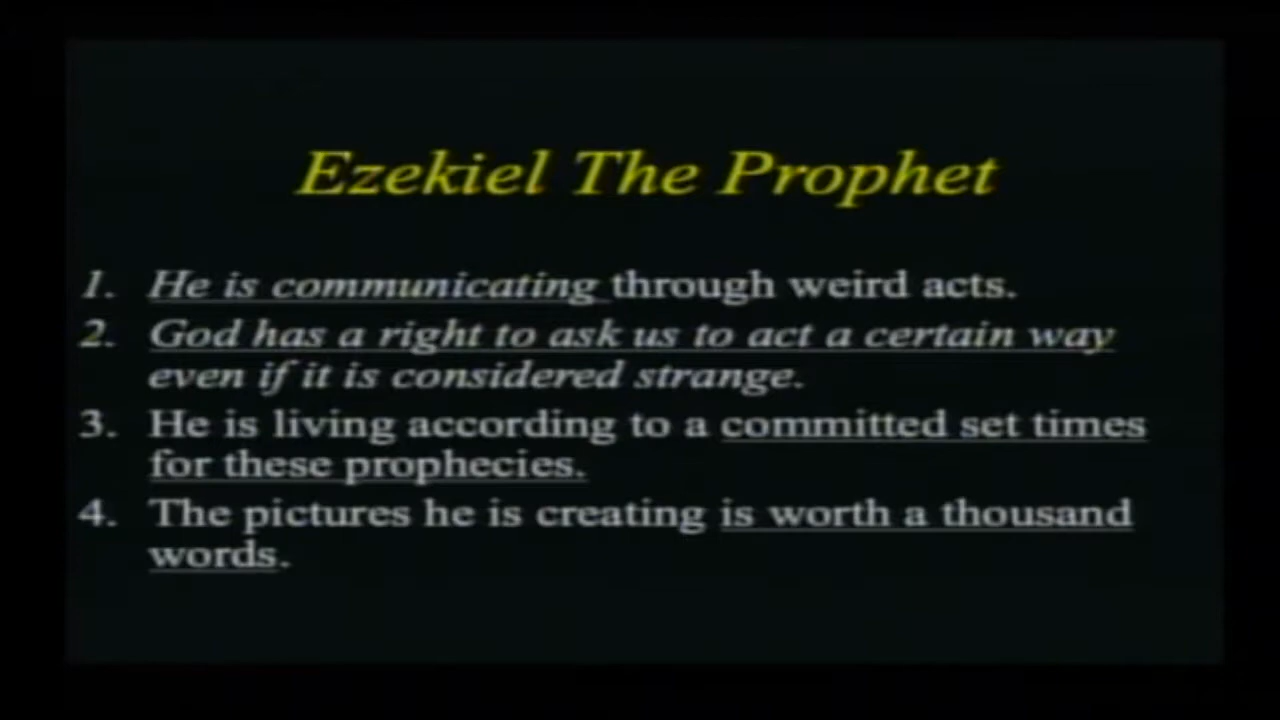 Ezekiel The Prophet
1. He is communicating through weird acts.
2. God has a right to ask us to act a certain way
even if it is considered strange.
3. He is living according to a committed set times
for these prophecies.
4. The pictures he is creating is worth a thousand
words.